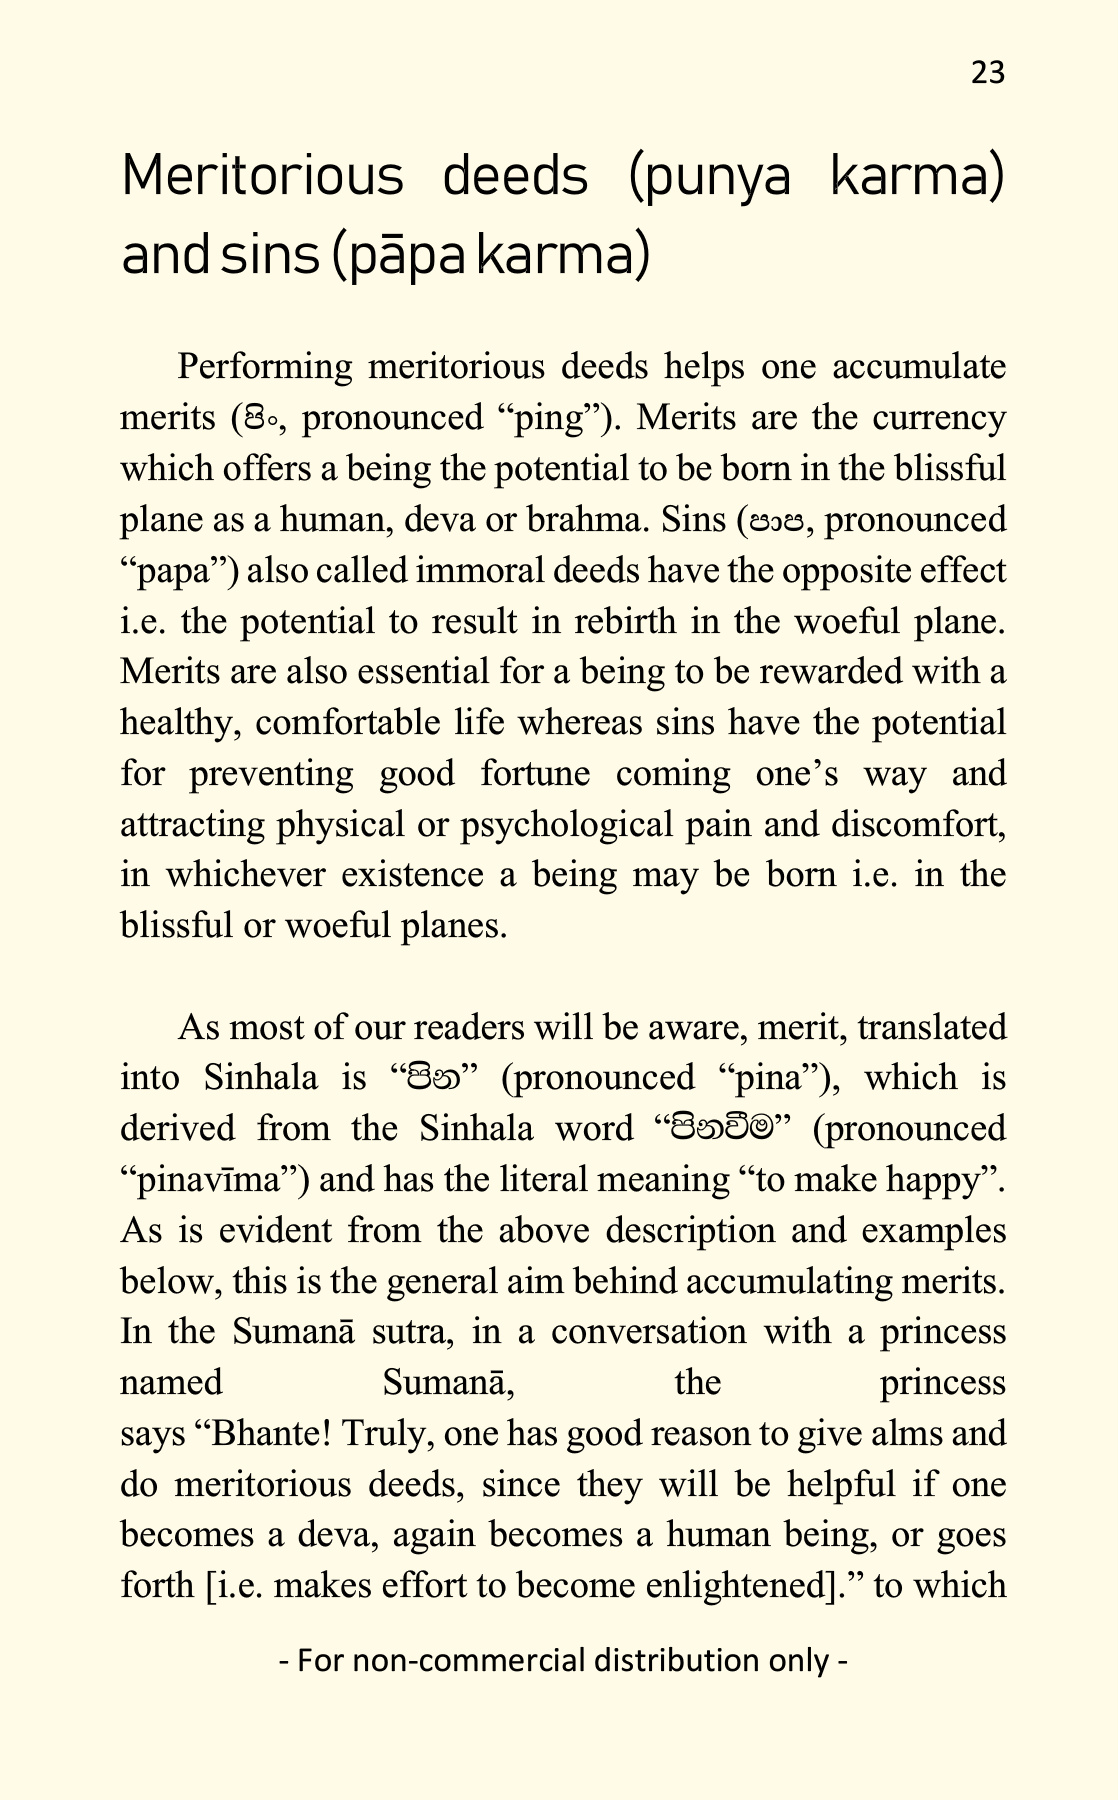 23
Meritorious deeds (punya karma)
and sins (pāpa karma)
Performing meritorious deeds helps one accumulate
merits (පිං, pronounced “ping”). Merits are the currency
which offers a being the potential to be born in the blissful
plane as a human, deva or brahma. Sins (පාප, pronounced
“papa”) also called immoral deeds have the opposite effect
i.e. the potential to result in rebirth in the woeful plane.
Merits are also essential for a being to be rewarded with a
healthy, comfortable life whereas sins have the potential
for preventing good fortune coming one’s way and
attracting physical or psychological pain and discomfort,
in whichever existence a being may be born i.e. in the
blissful or woeful planes.
As most of our readers will be aware, merit, translated
into Sinhala is “පින” (pronounced “pina”), which is
derived from the Sinhala word “පිනවීම” (pronounced
“pinavīma”) and has the literal meaning “to make happy”.
As is evident from the above description and examples
below, this is the general aim behind accumulating merits.
In the Sumanā sutra, in a conversation with a princess
named Sumanā, the princess
says “Bhante! Truly, one has good reason to give alms and
do meritorious deeds, since they will be helpful if one
becomes a deva, again becomes a human being, or goes
forth [i.e. makes effort to become enlightened].” to which
- For non-commercial distribution only -